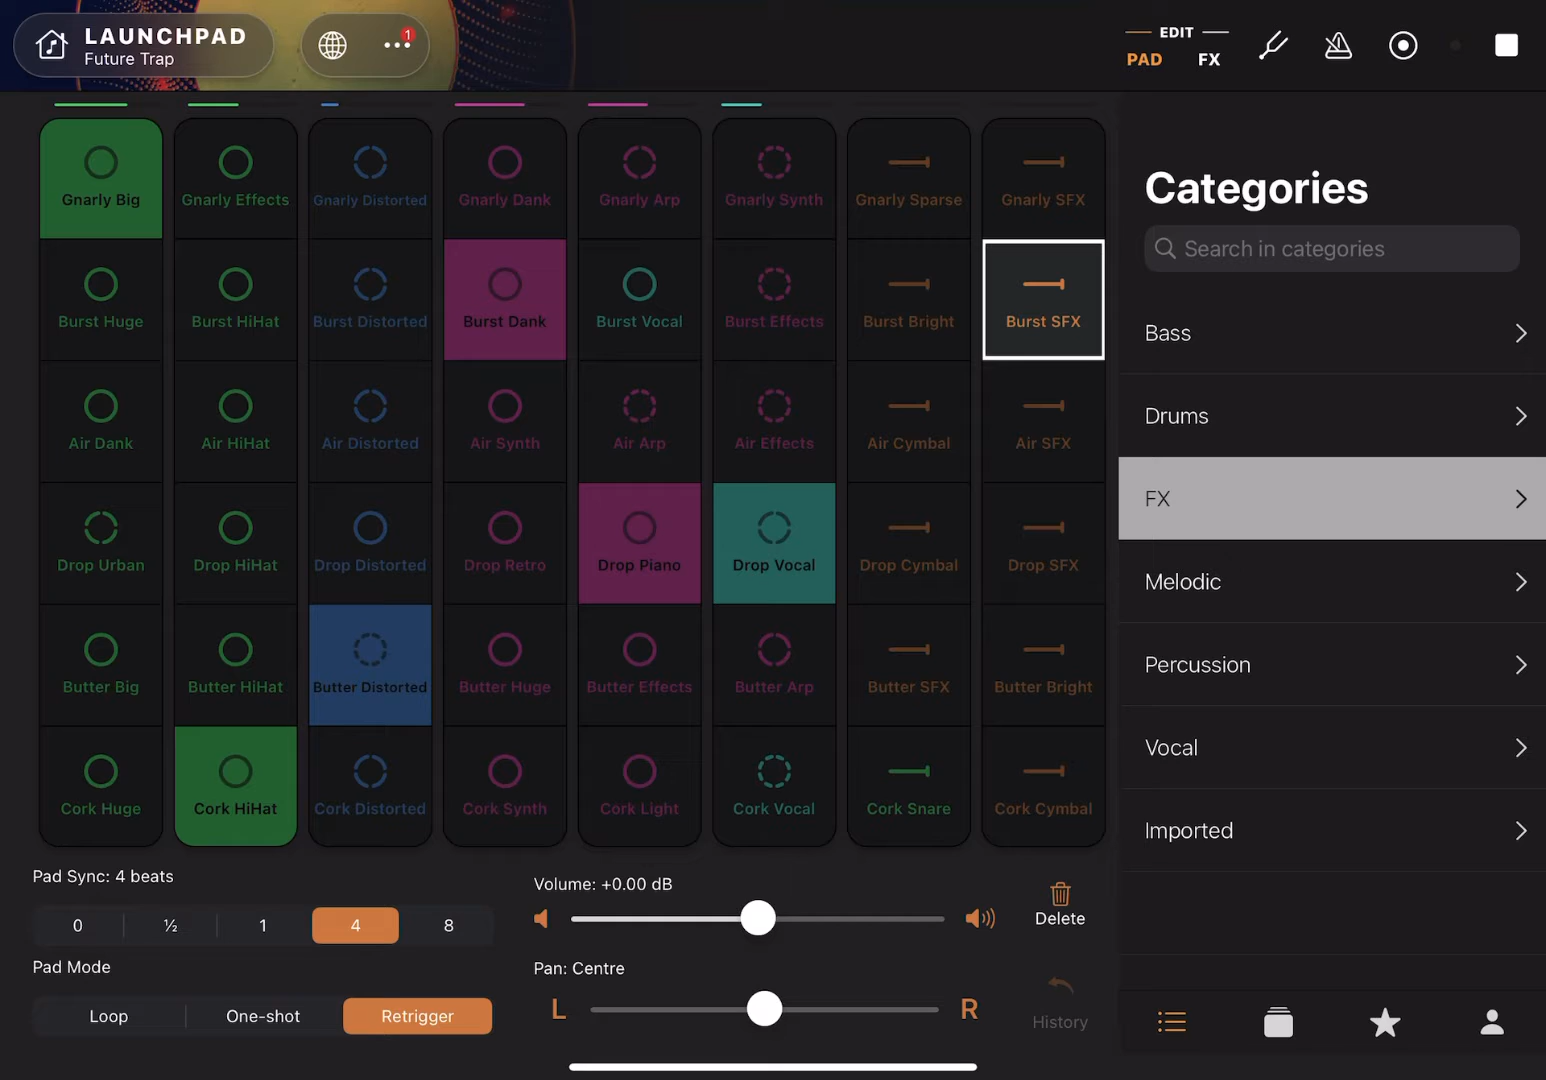 LAUNCHPAD
Future Trap
1
EDIT
PAD FX
Gnarly Big Gnarly Effects Gnarly Distorted Gnarly Dank Gnarly Arp Gnarly Synth Gnarly Sparse Gnarly SFX
Burst Huge Burst HiHat Burst Distorted Burst Dank Burst Vocal Burst Effects Burst Bright Burst SFX
Air Dank Air HiHat Air Distorted Air Synth Air Arp Air Effects Air Cymbal Air SFX
Drop Urban Drop HiHat Drop Distorted Drop Retro Drop Piano Drop Vocal Drop Cymbal Drop SFX
Butter Big Butter HiHat Butter Distorted Butter Huge Butter Effects Butter Arp Butter SFX Butter Bright
Cork Huge Cork HiHat Cork Distorted Cork Synth Cork Light Cork Vocal Cork Snare Cork Cymbal
Pad Sync: 4 beats
0 ½ 1 4 8
Pad Mode
Loop One-shot Retrigger
Volume: +0.00 dB
Pan: Centre
L R
Delete
History
Categories
Search in categories
Bass
Drums
FX
Melodic
Percussion
Vocal
Imported